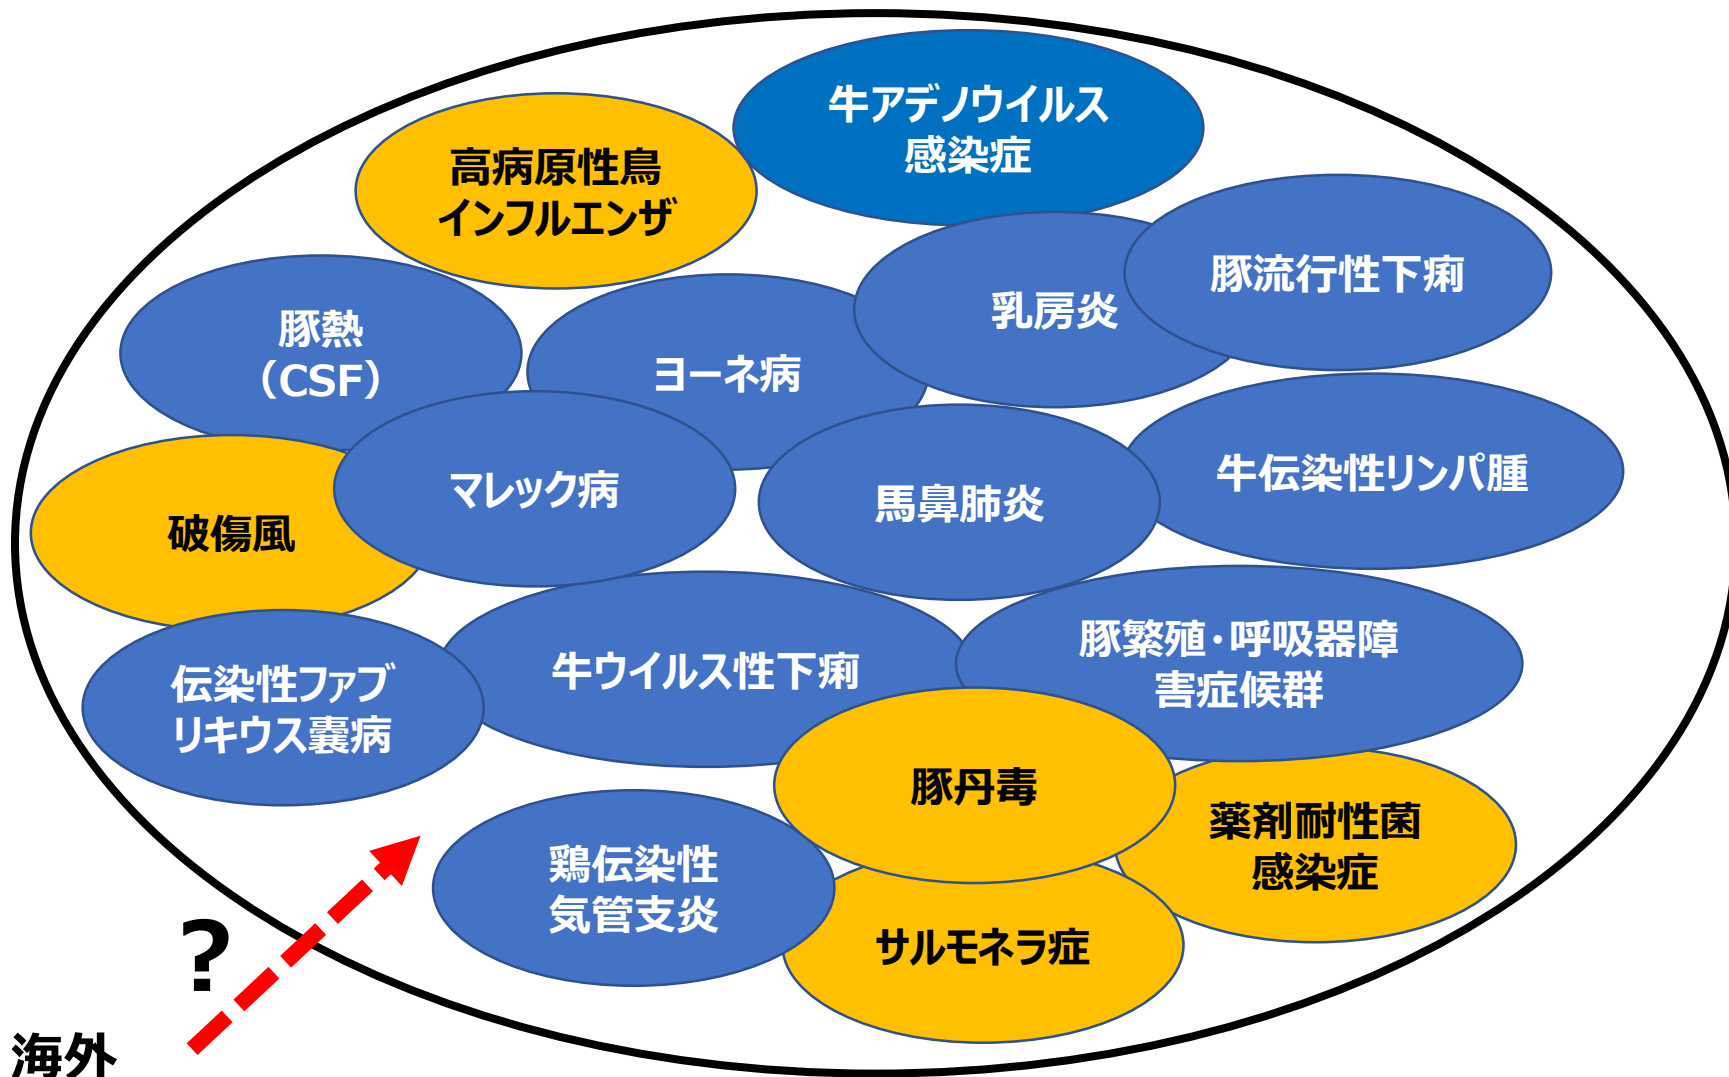 牛アデノウイルス
感染症
高病原性鳥
インフルエンザ
豚流行性下痢
乳房炎
豚熱
（CSF）
ヨーネ病
牛伝染性リンパ腫
マレック病
馬鼻肺炎
破傷風
豚繁殖・呼吸器障
害症候群
牛ウイルス性下痢
伝染性ファブ
リキウス嚢病
豚丹毒
薬剤耐性菌
感染症
鶏伝染性
気管支炎
サルモネラ症
?
海外